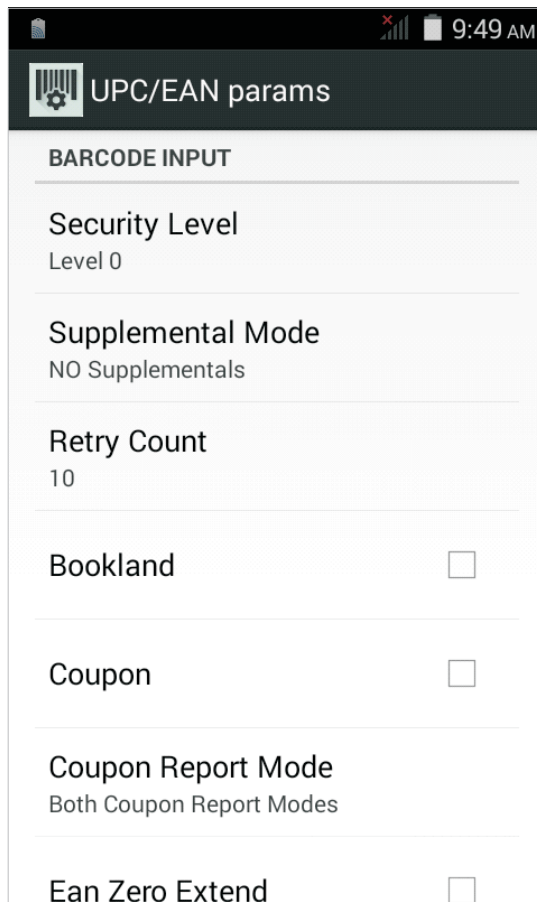 9:49 AM
UPC/EAN params
BARCODE INPUT
Security Level
Level 0
Supplemental Mode
NO Supplementals
Retry Count
10
Bookland
Coupon
Coupon Report Mode
Both Coupon Report Modes
Ean Zero Extend